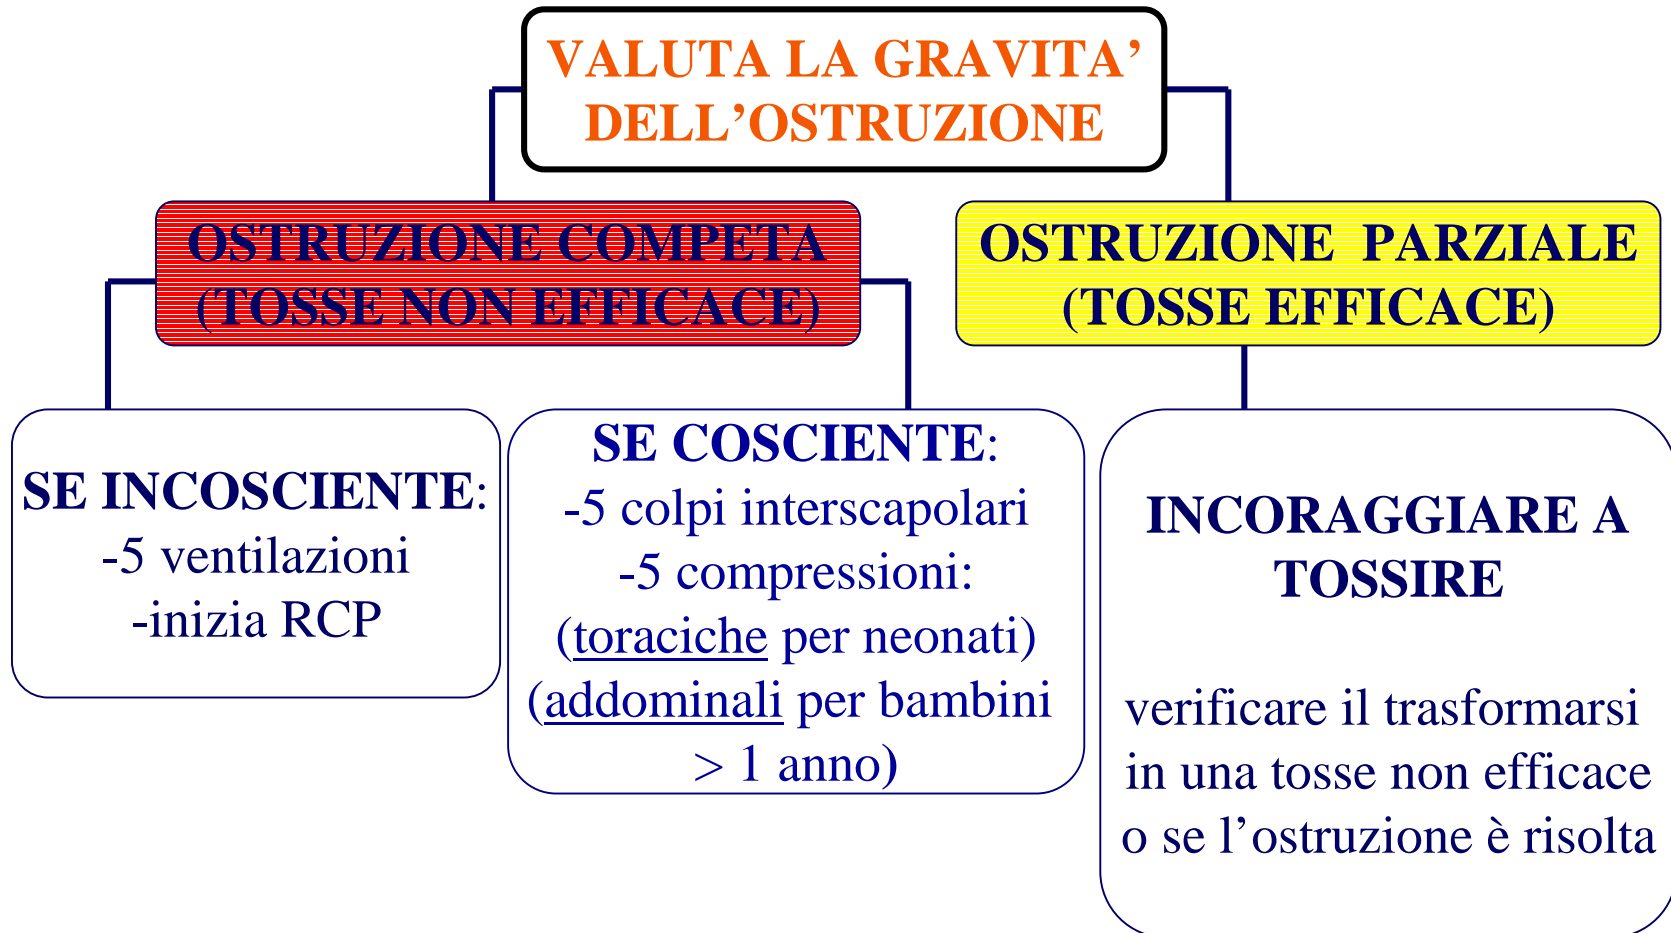 VALUTA LA GRAVITA’
DELL’OSTRUZIONE
OSTRUZIONE COMPETA
(TOSSE NON EFFICACE)
OSTRUZIONE PARZIALE
(TOSSE EFFICACE)
SE INCOSCIENTE:
-5 ventilazioni
-inizia RCP
SE COSCIENTE:
-5 colpi interscapolari
-5 compressioni:
(toraciche per neonati)
(addominali per bambini
> 1 anno)
INCORAGGIARE A
TOSSIRE
verificare il trasformarsi
in una tosse non efficace
o se l’ostruzione è risolta